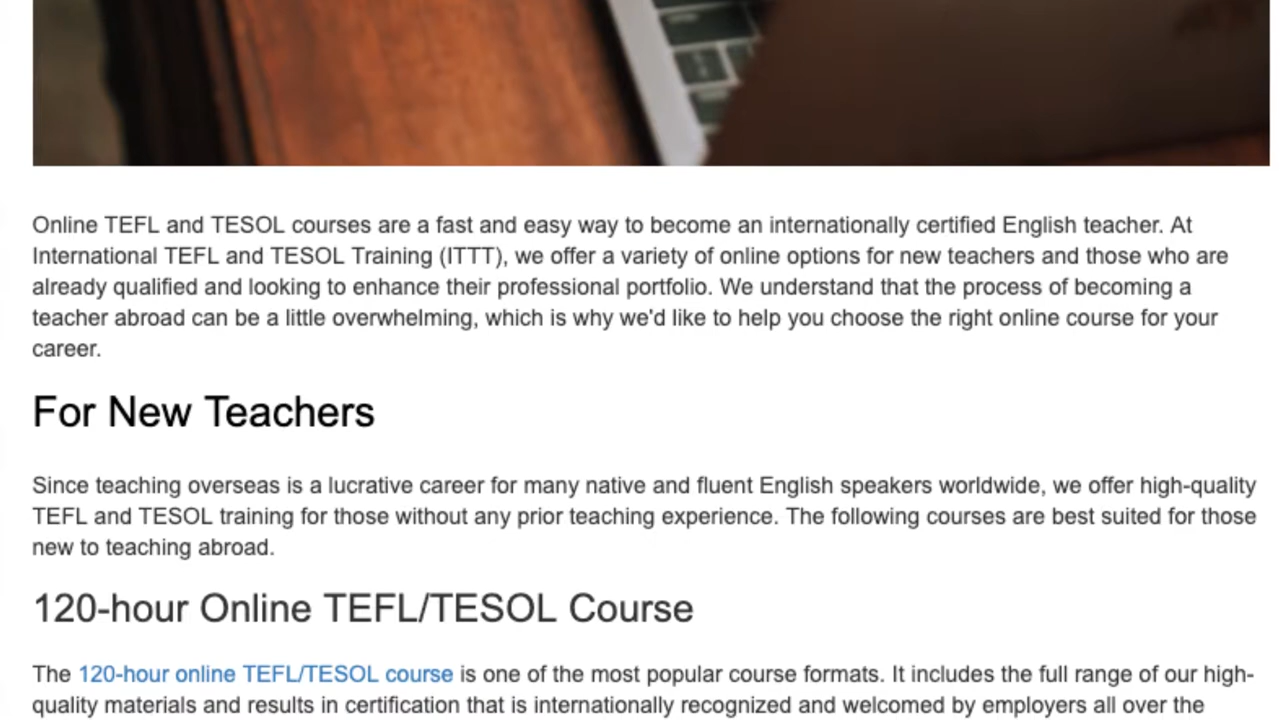 Online TEFL and TESOL courses are a fast and easy way to become an internationally certified English teacher. At
International TEFL and TESOL Training (ITTT), we offer a variety of online options for new teachers and those who are
already qualified and looking to enhance their professional portfolio. We understand that the process of becoming a
teacher abroad can be a little overwhelming, which is why we'd like to help you choose the right online course for your
career.
For New Teachers
Since teaching overseas is a lucrative career for many native and fluent English speakers worldwide, we offer high-quality
TEFL and TESOL training for those without any prior teaching experience. The following courses are best suited for those
new to teaching abroad.
120-hour Online TEFL/TESOL Course
The 120-hour online TEFL/TESOL course is one of the most popular course formats. It includes the full range of our high-
quality materials and results in certification that is internationally recognized and welcomed by employers all over the